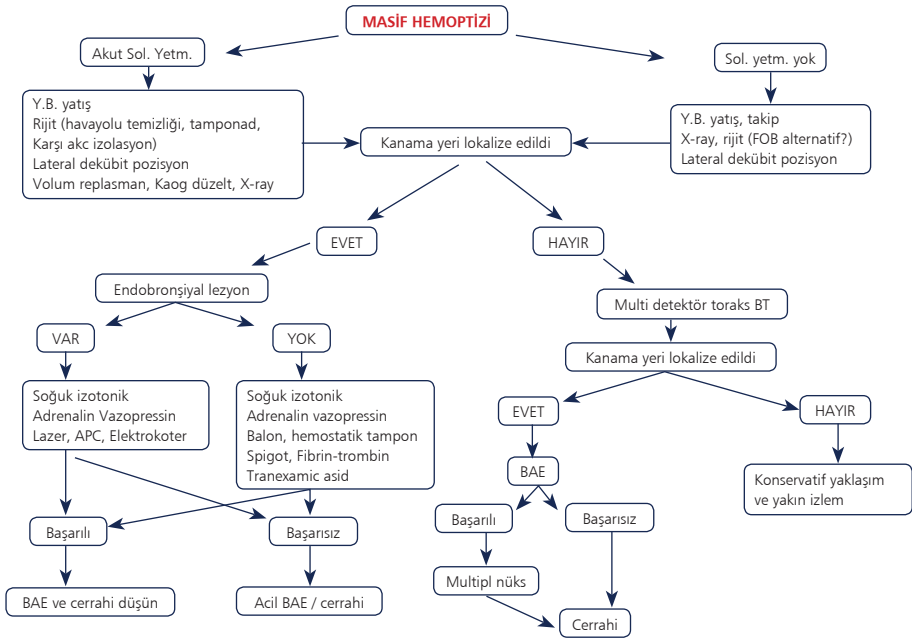 MASİF HEMOPTİZİ
Akut Sol. Yetm.
Sol. yetm. yok
Y.B. yatış
Rijit (havayolu temizliği, tamponad,
Karşı akc izolasyon)
Lateral dekübit pozisyon
Volum replasman, Kaog düzelt, X-ray
Kanama yeri lokalize edildi
Y.B. yatış, takip
X-ray, rijit (FOB alternatif?)
Lateral dekübit pozisyon
EVET
HAYIR
Endobronşiyal lezyon
Multi detektör toraks BT
VAR
YOK
Kanama yeri lokalize edildi
Soğuk izotonik
Adrenalin Vazopressin
Lazer, APC, Elektrokoter
Soğuk izotonik
Adrenalin vazopressin
Balon, hemostatik tampon
Spigot, Fibrin-trombin
Tranexamic asid
EVET
HAYIR
BAE
Konservatif yaklaşım
ve yakın izlem
Başarılı
Başarısız
Başarılı
Başarısız
Multipl nüks
BAE ve cerrahi düşün
Acil BAE / cerrahi
Cerrahi